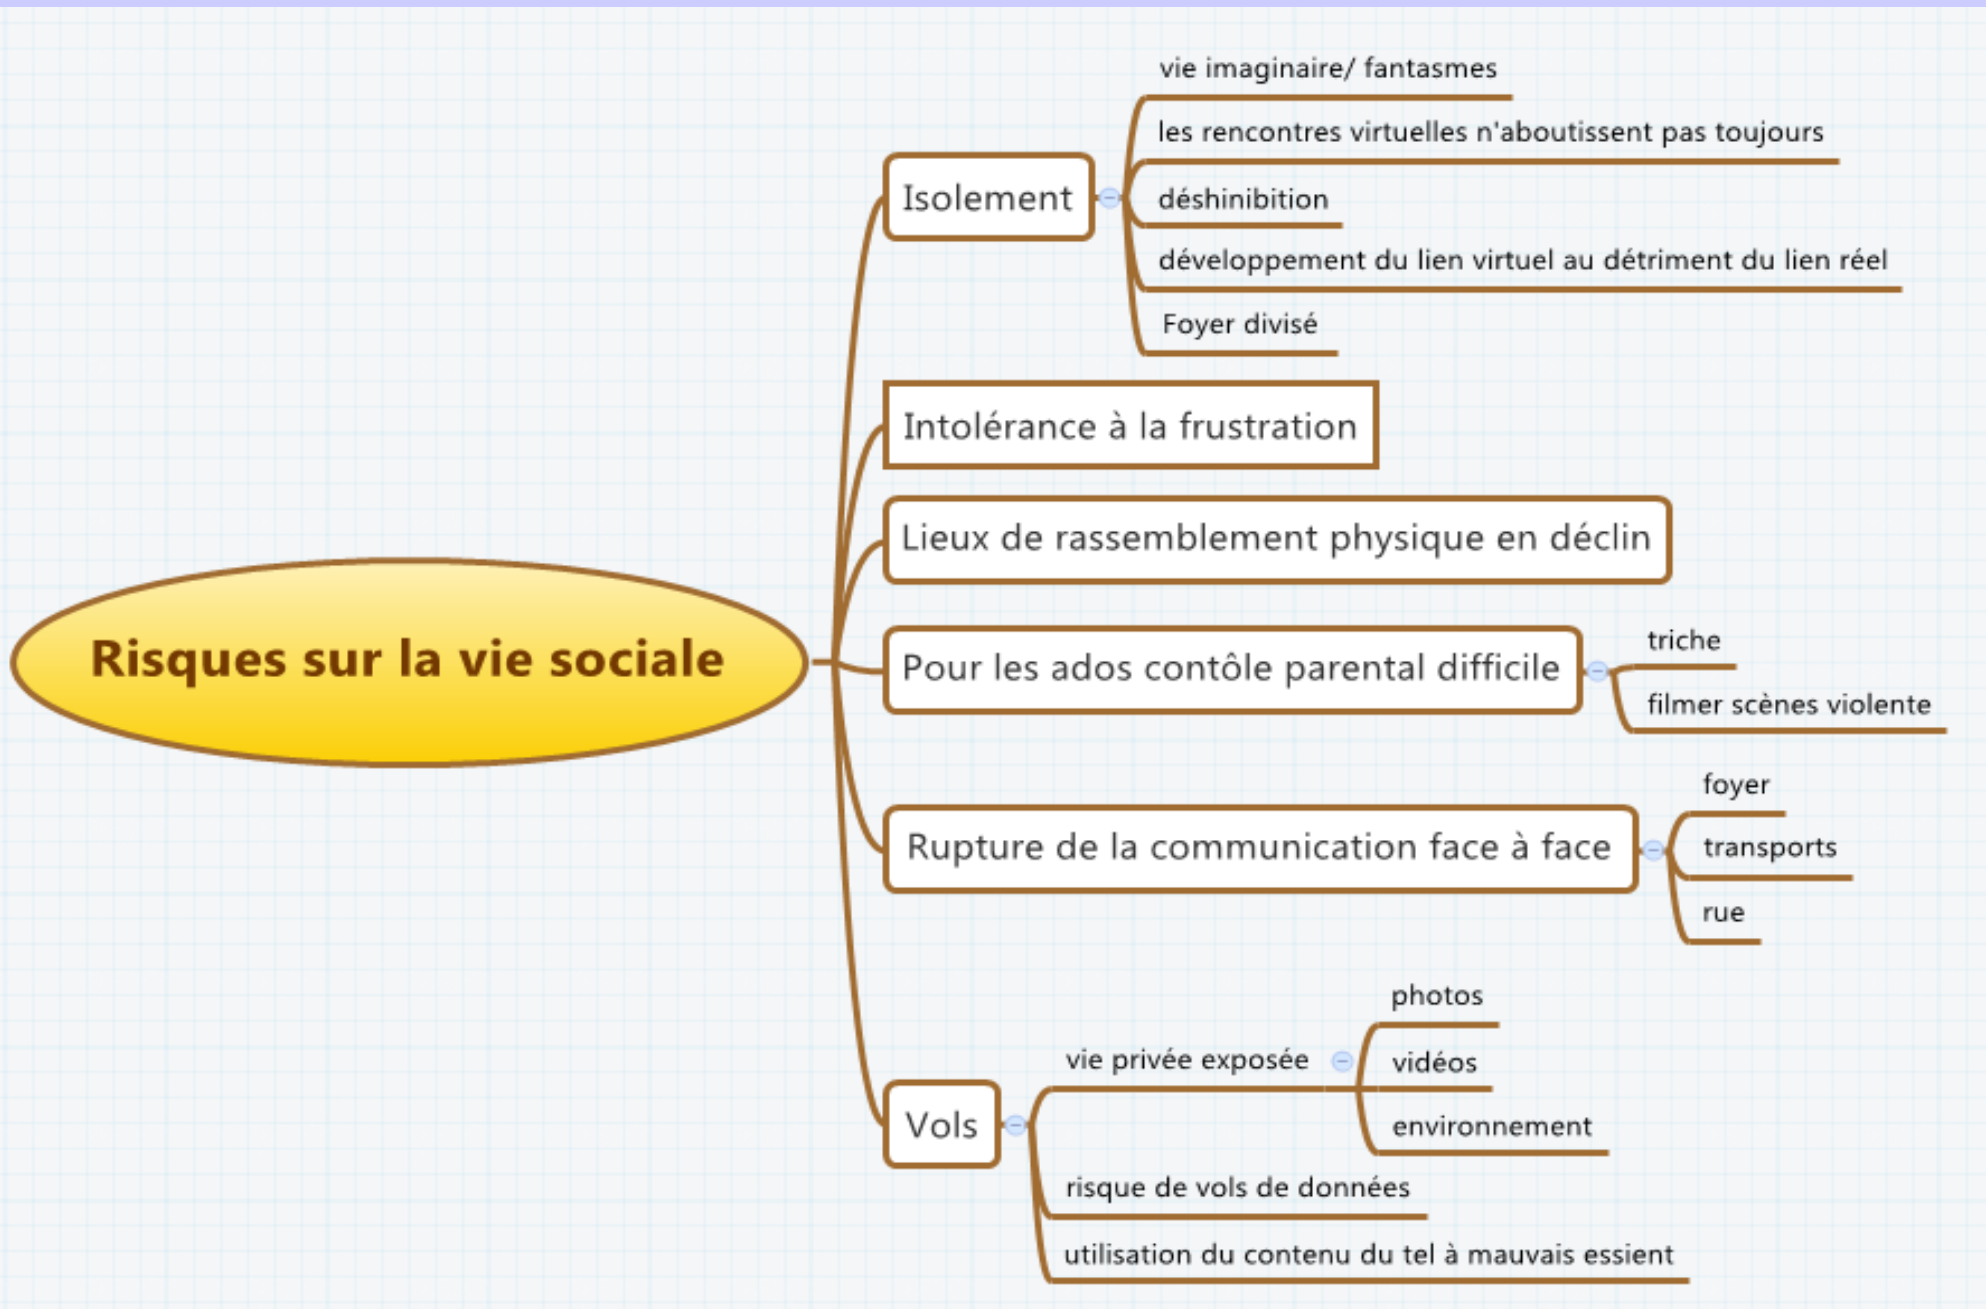 Risques sur la vie sociale
Isolement
vie imaginaire/ fantasmes
les rencontres virtuelles n'aboutissent pas toujours
déshinibition
développement du lien virtuel au détriment du lien réel
Foyer divisé
Intolérance à la frustration
Lieux de rassemblement physique en déclin
Pour les ados contôle parental difficile
triche
filmer scènes violente
Rupture de la communication face à face
foyer
transports
rue
Vols
vie privée exposée
photos
vidéos
environnement
risque de vols de données
utilisation du contenu du tel à mauvais essient